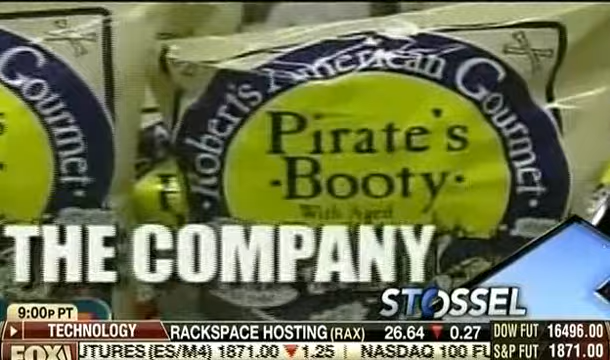 Gourmet.
·Robert's American Gourmet·
Pirate's
·Booty·
With Aged
THE COMPANY
STOSSEL
9:00P PT
TECHNOLOGY RACKSPACE HOSTING (RAX) 26.64 ▼ 0.27 DOW FUT 16496.00
FOX UTURES (ES/M4) 1871.00 ▼ 1.25 NASDAQ 100 F S&P FUT 1871.00